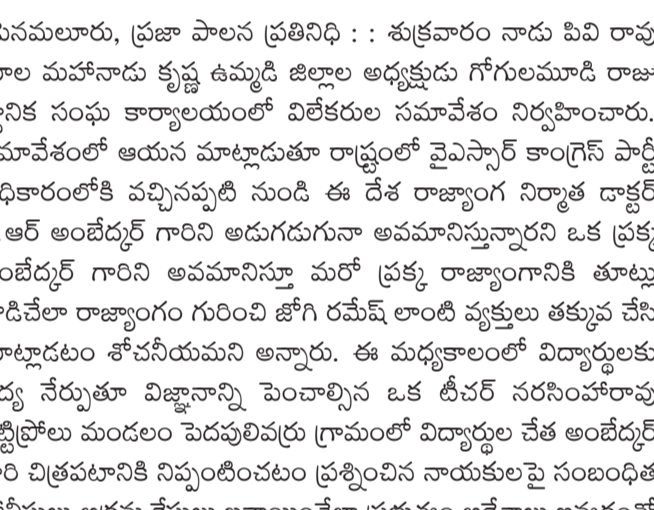 పెనమలూరు, ప్రజా పాలన ప్రతినిధి : : శుక్రవారం నాడు పివి రావు
మాల మహానాడు కృష్ణ ఉమ్మడి జిల్లాల అధ్యక్షుడు గోగులమూడి రాజు
స్థానిక సంఘ కార్యాలయంలో విలేకరుల సమావేశం నిర్వహించారు.
సమావేశంలో ఆయన మాట్లాడుతూ రాష్ట్రంలో వైఎస్సార్ కాంగ్రెస్ పార్టీ
అధికారంలోకి వచ్చినప్పటి నుండి ఈ దేశ రాజ్యాంగ నిర్మాత డాక్టర్
ఆర్ అంబేద్కర్ గారిని అడుగడుగునా అవమానిస్తున్నారని ఒక ప్రక్క
అంబేద్కర్ గారిని అవమానిస్తూ మరో ప్రక్క రాజ్యాంగానికి తూట్లు
పొడిచేలా రాజ్యాంగం గురించి జోగి రమేష్ లాంటి వ్యక్తులు తక్కువ చేసి
మాట్లాడటం శోచనీయమని అన్నారు. ఈ మధ్యకాలంలో విద్యార్థులకు
విద్య నేర్పుతూ విజ్ఞానాన్ని పెంచాల్సిన ఒక టీచర్ నరసింహారావు
భట్టిప్రోలు మండలం పెదపులివర్రు గ్రామంలో విద్యార్థుల చేత అంబేద్కర్
గారి చిత్రపటానికి నిప్పంటించటం ప్రశ్నించిన నాయకులపై సంబంధిత